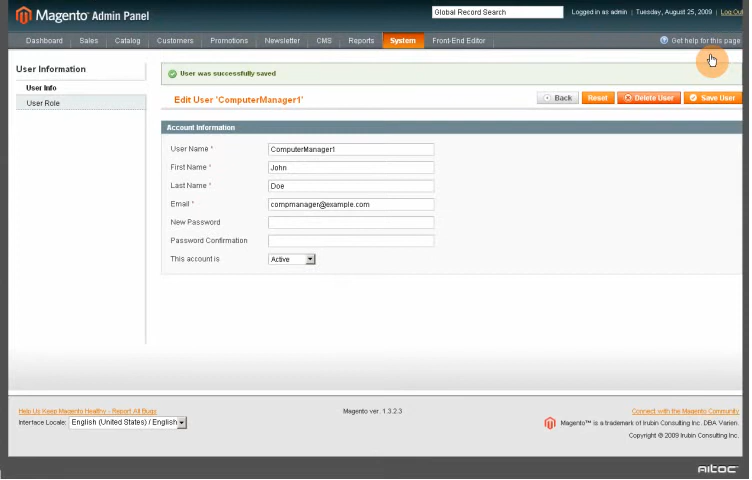 Magento™ Admin Panel
Global Record Search
Logged in as admin | Tuesday, August 25, 2009 | Log Out
Dashboard Sales Catalog Customers Promotions Newsletter CMS Reports System Front-End Editor
Get help for this page
User Information
User Info
User Role
User was successfully saved
Edit User 'ComputerManager1'
Back Reset Delete User Save User
Account Information
User Name * ComputerManager1
First Name * John
Last Name * Doe
Email * compmanager@example.com
New Password
Password Confirmation
This account is Active
Help Us Keep Magento Healthy - Report All Bugs
Magento ver. 1.3.2.3
Connect with the Magento Community
Interface Locale: English (United States) / English
Magento™ is a trademark of Irubin Consulting Inc. DBA Varien.
Copyright © 2009 Irubin Consulting Inc.
AITOC